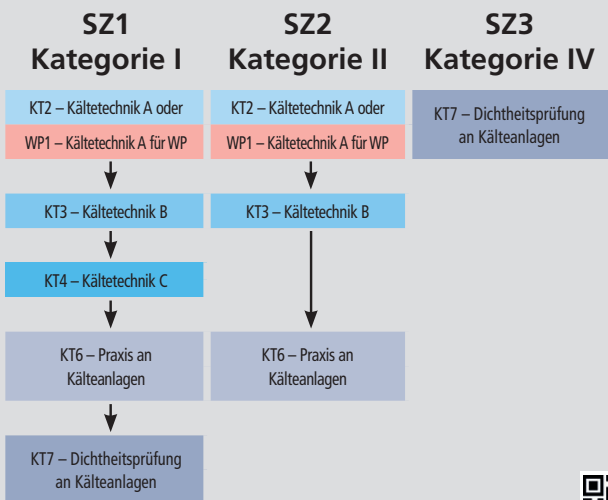 SZ1
Kategorie I
KT2 – Kältetechnik A oder
WP1 – Kältetechnik A für WP
KT3 – Kältetechnik B
KT4 – Kältetechnik C
KT6 – Praxis an
Kälteanlagen
KT7 – Dichtheitsprüfung
an Kälteanlagen
SZ2
Kategorie II
KT2 – Kältetechnik A oder
WP1 – Kältetechnik A für WP
KT3 – Kältetechnik B
KT6 – Praxis an
Kälteanlagen
SZ3
Kategorie IV
KT7 – Dichtheitsprüfung
an Kälteanlagen